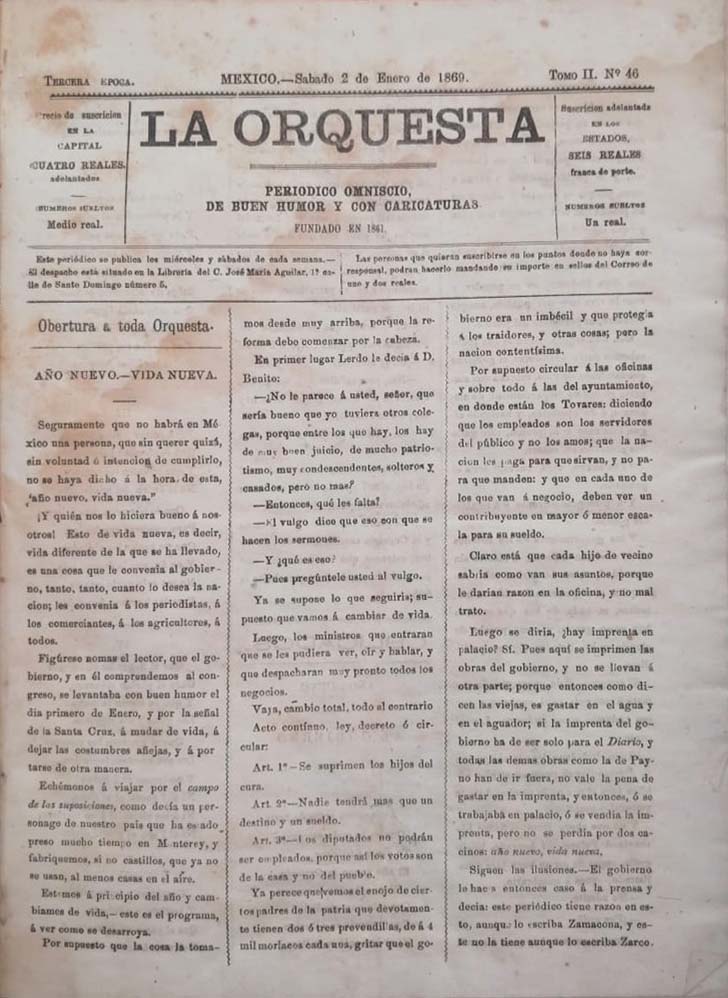 TERCERA EPOCA.
MEXICO.—Sabado 2 de Enero de 1869.
TOMO II. Nº 46
recio de suscricion
EN LA
CAPITAL
CUATRO REALES.
adelantados
NUMEROS SUELTOS
Medio real.
LA ORQUESTA
PERIODICO OMNISCIO,
DE BUEN HUMOR Y CON CARICATURAS
FUNDADO EN 1861.
Suscricion adelantada
EN LOS
ESTADOS,
SEIS REALES
franca de porte.
NUMEROS SUELTOS
Un real.
Este periódico se publica los miércoles y sábados de cada semana.—
El despacho está situado en la Librería del C. José María Aguilar, 1ª ca-
lle de Santo Domingo número 5.
Las personas que quieran suscribirse en los puntos donde no haya cor-
responsal, podran hacerlo mandando su importe en sellos del Correo de
uno y dos reales.
Obertura a toda Orquesta.
AÑO NUEVO.—VIDA NUEVA.
Seguramente que no habrá en Mé-
xico una persona, que sin querer quizá,
sin voluntad ó intencion de cumplirlo,
no se haya dicho á la hora de esta,
"año nuevo, vida nueva."
¡Y quién nos lo hiciera bueno á nos-
otros! Esto de vida nueva, es decir,
vida diferente de la que se ha llevado,
es una cosa que le convenia al gobier-
no, tanto, tanto, cuanto lo desea la na-
cion; les convenia á los periodistas, á
los comerciantes, á los agricultores, á
todos.
Figúrese nomas el lector, que el go-
bierno, y en él comprendemos al con-
greso, se levantaba con buen humor el
dia primero de Enero, y por la señal
de la Santa Cruz, á mudar de vida, á
dejar las costumbres añejas, y á por
tarse de otra manera.
Echémonos á viajar por el campo
de las suposiciones, como decía un per-
sonage de nuestro pais que ha es ado
preso mucho tiempo en M nterey, y
fabriquemos, si no castillos, que ya no
se usan, al menos casas en el aire.
Estemos á pri cipio del año y cam-
biamos de vida,—este es el programa,
á ver como se desarroya.
Por supuesto que la cosa la toma-
mos desde muy arriba, porque la re-
forma debe comenzar por la cabeza.
En primer lugar Lerdo le decia á D.
Benito:
—¿No le parece á usted, señor, que
sería bueno que yo tuviera otros cole-
gas, porque entre los que hay, los hay
de muy buen juicio, de mucho patrio-
tismo, muy condescendentes, solteros y
casados, pero no mas?
—Entonces, qué les falta?
—El vulgo dice que eso con que se
hacen los sermones.
—Y ¿qué es eso?
—Pues pregúntele usted al vulgo.
Ya se supone lo que seguiria; su-
puesto que vamos á cambiar de vida.
Luego, los ministros que entraran
que se les pudiera ver, oir y hablar, y
que despacharan muy pronto todos los
negocios.
Vaya, cambio total, todo al contrario
Acto contínuo, ley, decreto ó cir-
cular:
Art. 1º—Se suprimen los hijos del
cura.
Art. 2º—Nadie tendrá mas que un
destino y un sueldo.
Art. 3º—Los diputados no podrán
ser empleados, porque así los votos son
de la casa y no del pueblo.
Ya parece que vemos el enojo de cier-
tos padres de la patria que devotamen-
te tienen dos ó tres prevendillas, de á 4
mil moriacos cada una, gritar que el go-
bierno era un imbécil y que protegia
á los traidores, y otras cosas; pero la
nacion contentísima.
Por supuesto circular á las oficinas
y sobre todo á las del ayuntamiento,
en donde están los Tovares: diciendo
que los empleados son los servidores
del público y no los amos; que la na-
cion les paga para que sirvan, y no pa-
ra que manden: y que en cada uno de
los que van á negocio, deben ver un
contribuyente en mayor ó menor esca-
la para su sueldo.
Claro está que cada hijo de vecino
sabria como van sus asuntos, porque
le darian razon en la oficina, y no mal
trato.
Luego se diria, ¿hay imprenta en
palacio? Sí. Pues aquí se imprimen las
obras del gobierno, y no se llevan á
otra parte; porque entonces como di-
cen las viejas, es gastar en el agua y
en el aguador; si la imprenta del go-
bierno ha de ser solo para el Diario, y
todas las demas obras como la de Pay-
no han de ir fuera, no vale la pena de
gastar en la imprenta, y entonces, ó se
trabajaba en palacio, ó se vendia la im-
prenta, pero no se perdia por dos ca-
minos: año nuevo, vida nueva.
Siguen las ilusiones.—El gobierno
le hac a entonces caso á la prensa y
decia: este periódico tiene razon en es-
to, aunque lo escriba Zamacona, y es-
te no la tiene aunque lo escriba Zarco.